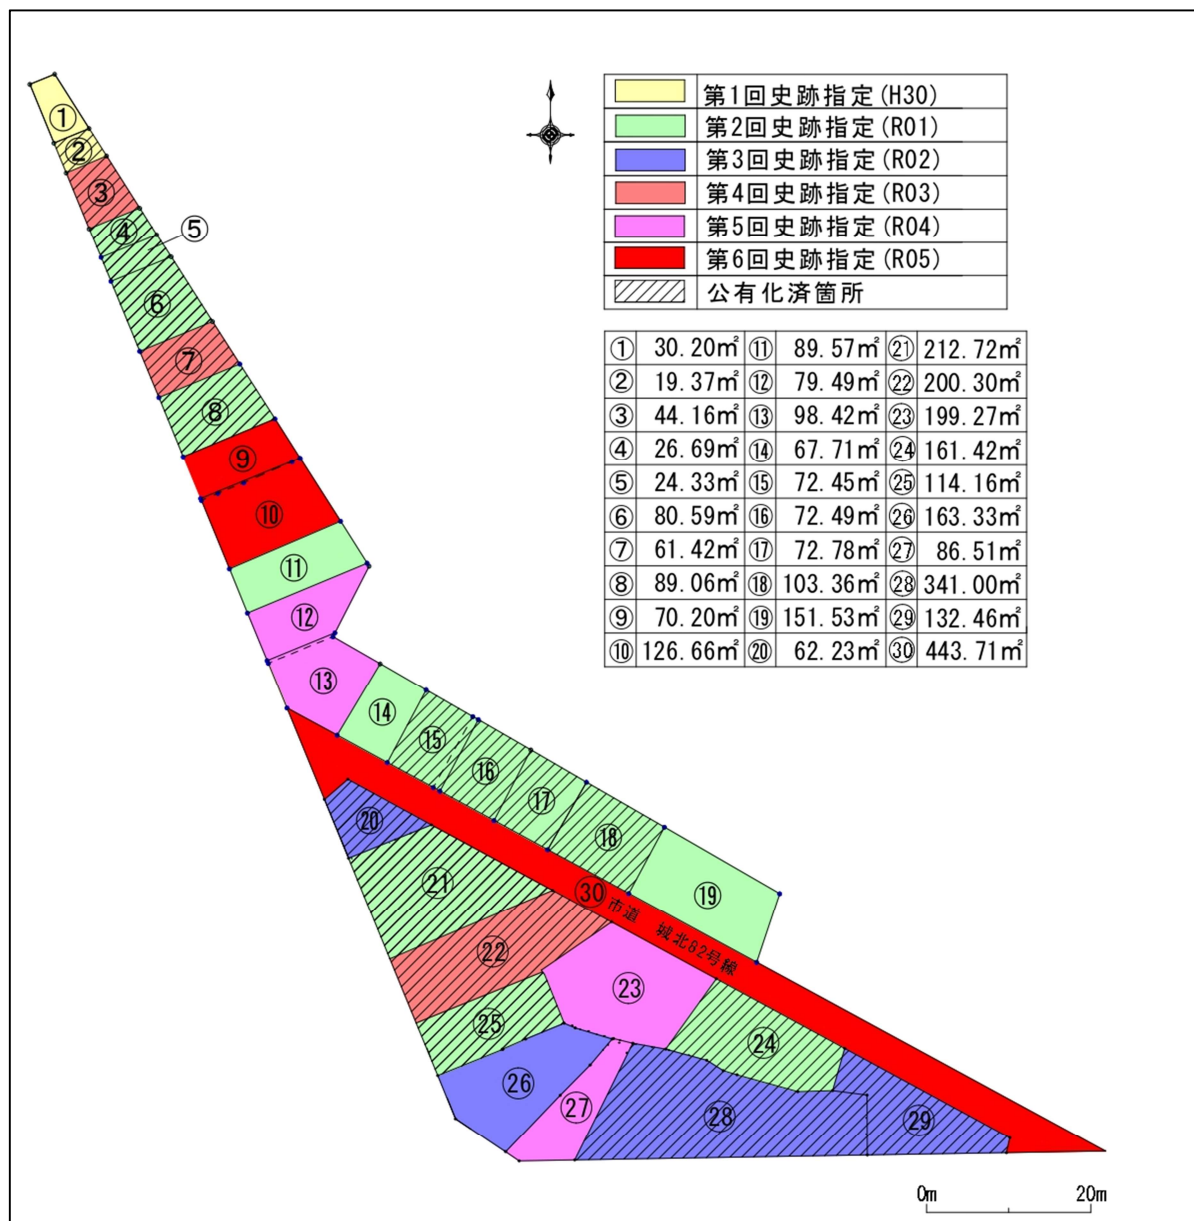 第1回史跡指定(H30)
第2回史跡指定(R01)
第3回史跡指定(R02)
第4回史跡指定(R03)
第5回史跡指定(R04)
第6回史跡指定(R05)
公有化済箇所
① 30.20㎡ ⑪ 89.57㎡ ㉑ 212.72㎡
② 19.37㎡ ⑫ 79.49㎡ ㉒ 200.30㎡
③ 44.16㎡ ⑬ 98.42㎡ ㉓ 199.27㎡
④ 26.69㎡ ⑭ 67.71㎡ ㉔ 161.42㎡
⑤ 24.33㎡ ⑮ 72.45㎡ ㉕ 114.16㎡
⑥ 80.59㎡ ⑯ 72.49㎡ ㉖ 163.33㎡
⑦ 61.42㎡ ⑰ 72.78㎡ ㉗ 86.51㎡
⑧ 89.06㎡ ⑱ 103.36㎡ ㉘ 341.00㎡
⑨ 70.20㎡ ⑲ 151.53㎡ ㉙ 132.46㎡
⑩ 126.66㎡ ⑳ 62.23㎡ ㉚ 443.71㎡
①
②
③
④
⑤
⑥
⑦
⑧
⑨
⑩
⑪
⑫
⑬
⑭
⑮
⑯
⑰
⑱
⑲
⑳
㉑
㉒
㉓
㉔
㉕
㉖
㉗
㉘
㉙
㉚ 市道 城北82号線
0m 20m